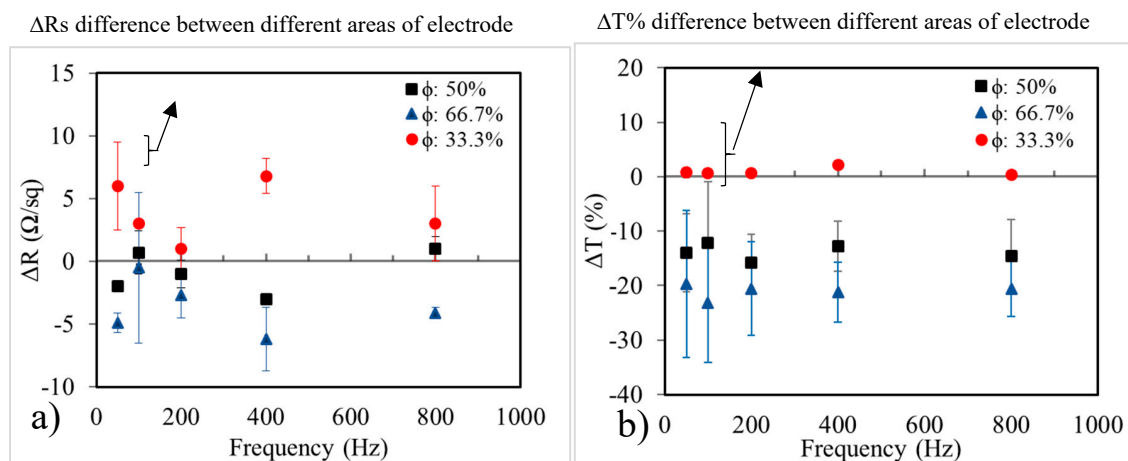 ΔRs difference between different areas of electrode
ΔT% difference between different areas of electrode
15
10
5
0
-5
-10
ΔR (Ω/sq)
ϕ: 50%
ϕ: 66.7%
ϕ: 33.3%
0
200
400
600
800
1000
Frequency (Hz)
a)
20
10
0
-10
-20
-30
-40
ΔT (%)
ϕ: 50%
ϕ: 66.7%
ϕ: 33.3%
0
200
400
600
800
1000
Frequency (Hz)
b)